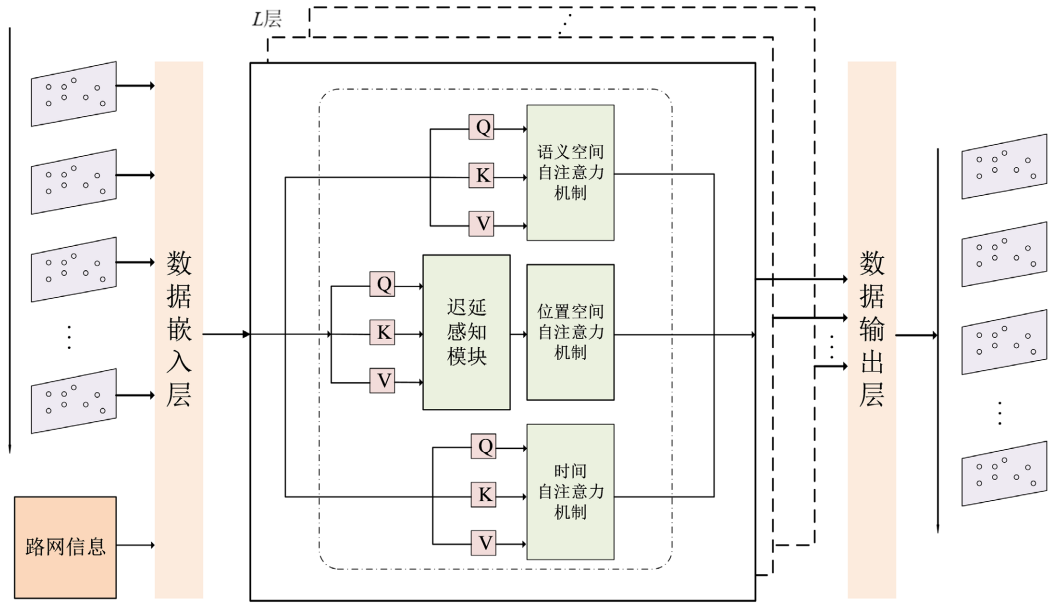 L层
Q
K
V
语义空间
自注意力
机制
数据嵌入层
Q
K
V
迟延
感知
模块
位置空间
自注意力
机制
数据输出层
Q
K
V
时间
自注意力
机制
路网信息